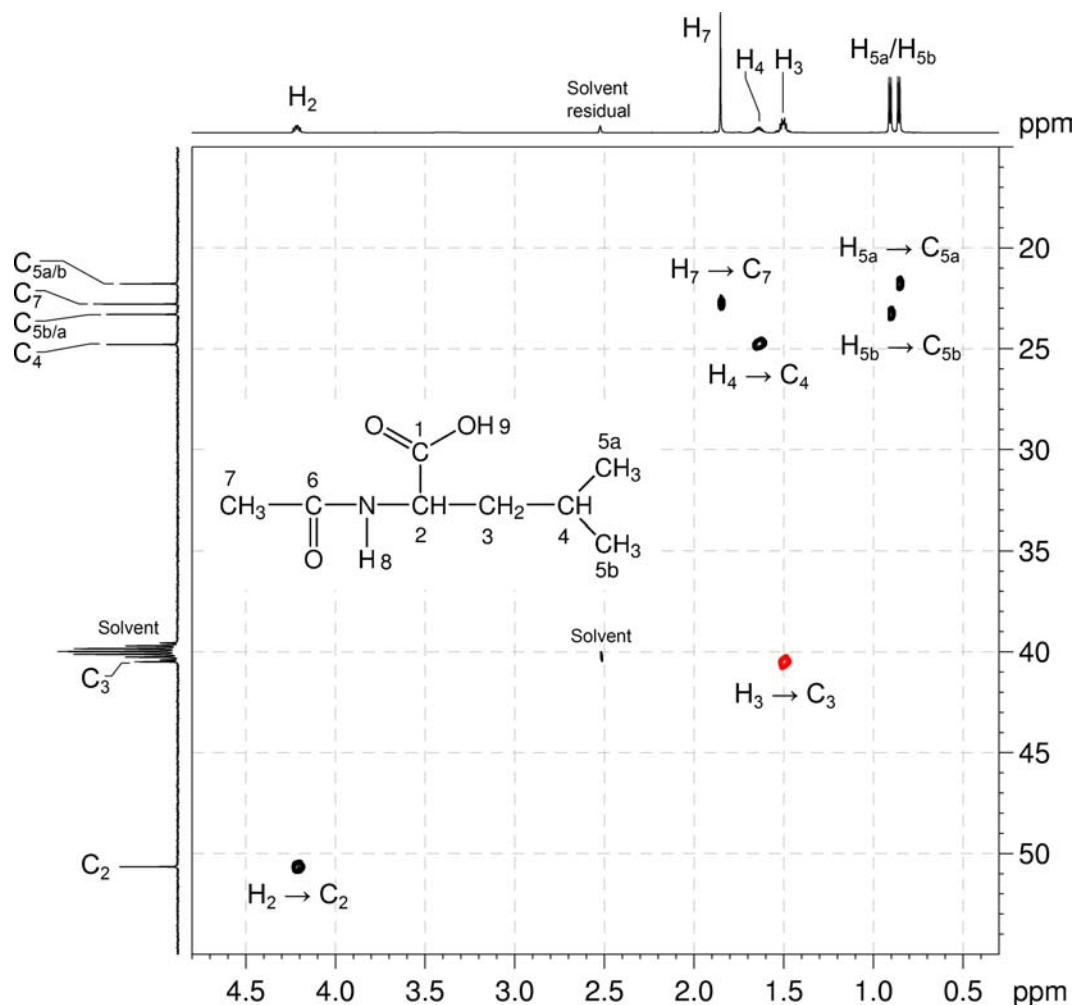 H7
H4
H3
H5a/H5b
H2
Solvent
residual
ppm
C5a/b
C7
C5b/a
C4
20
H5a → C5a
H7 → C7
25
H5b → C5b
H4 → C4
30
O
1
OH 9
C
5a
CH3
7
6
CH3
C
N
CH
CH2
CH
2
3
4
O
H 8
CH3
5b
35
Solvent
Solvent
40
C3
H3 → C3
45
C2
50
H2 → C2
4.5 4.0 3.5 3.0 2.5 2.0 1.5 1.0 0.5 ppm